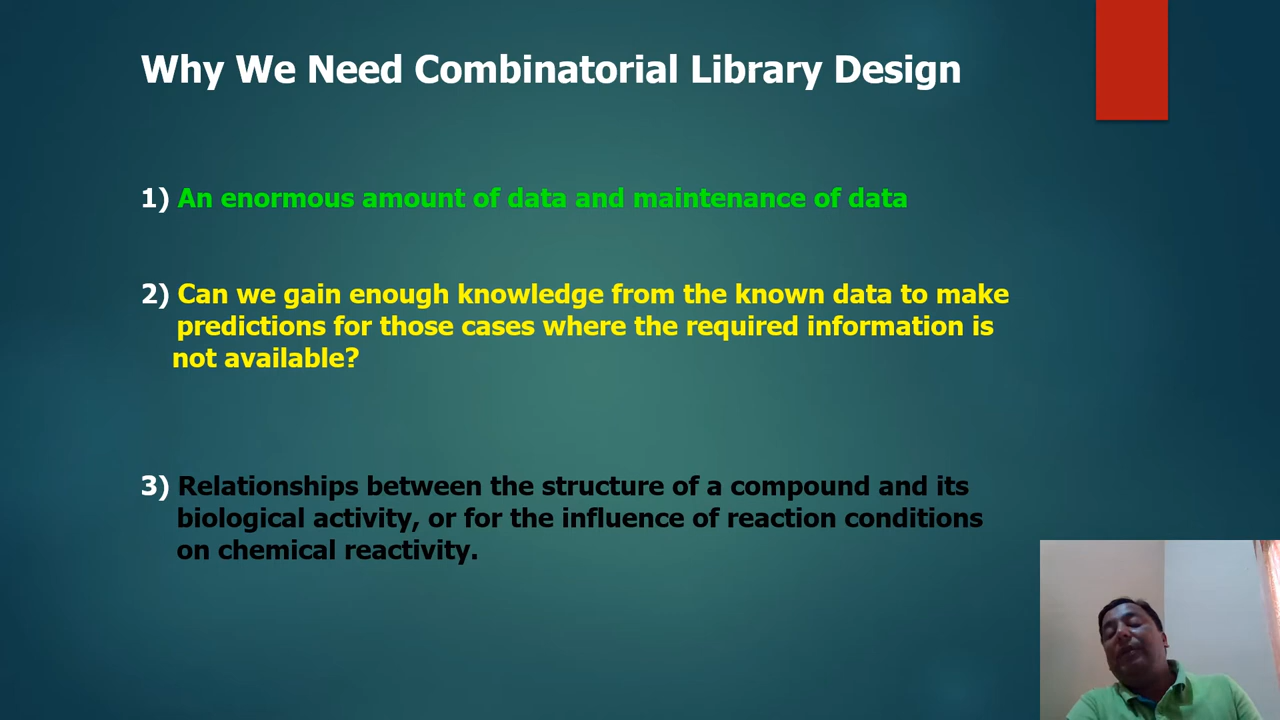 Why We Need Combinatorial Library Design
1) An enormous amount of data and maintenance of data
2) Can we gain enough knowledge from the known data to make
predictions for those cases where the required information is
not available?
3) Relationships between the structure of a compound and its
biological activity, or for the influence of reaction conditions
on chemical reactivity.